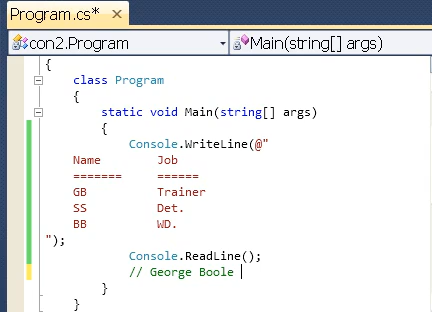 Program.cs* ×
con2.Program Main(string[] args)
{
class Program
{
static void Main(string[] args)
{
Console.WriteLine(@"
Name Job
======= ======
GB Trainer
SS Det.
BB WD.
");
Console.ReadLine();
// George Boole
}
}